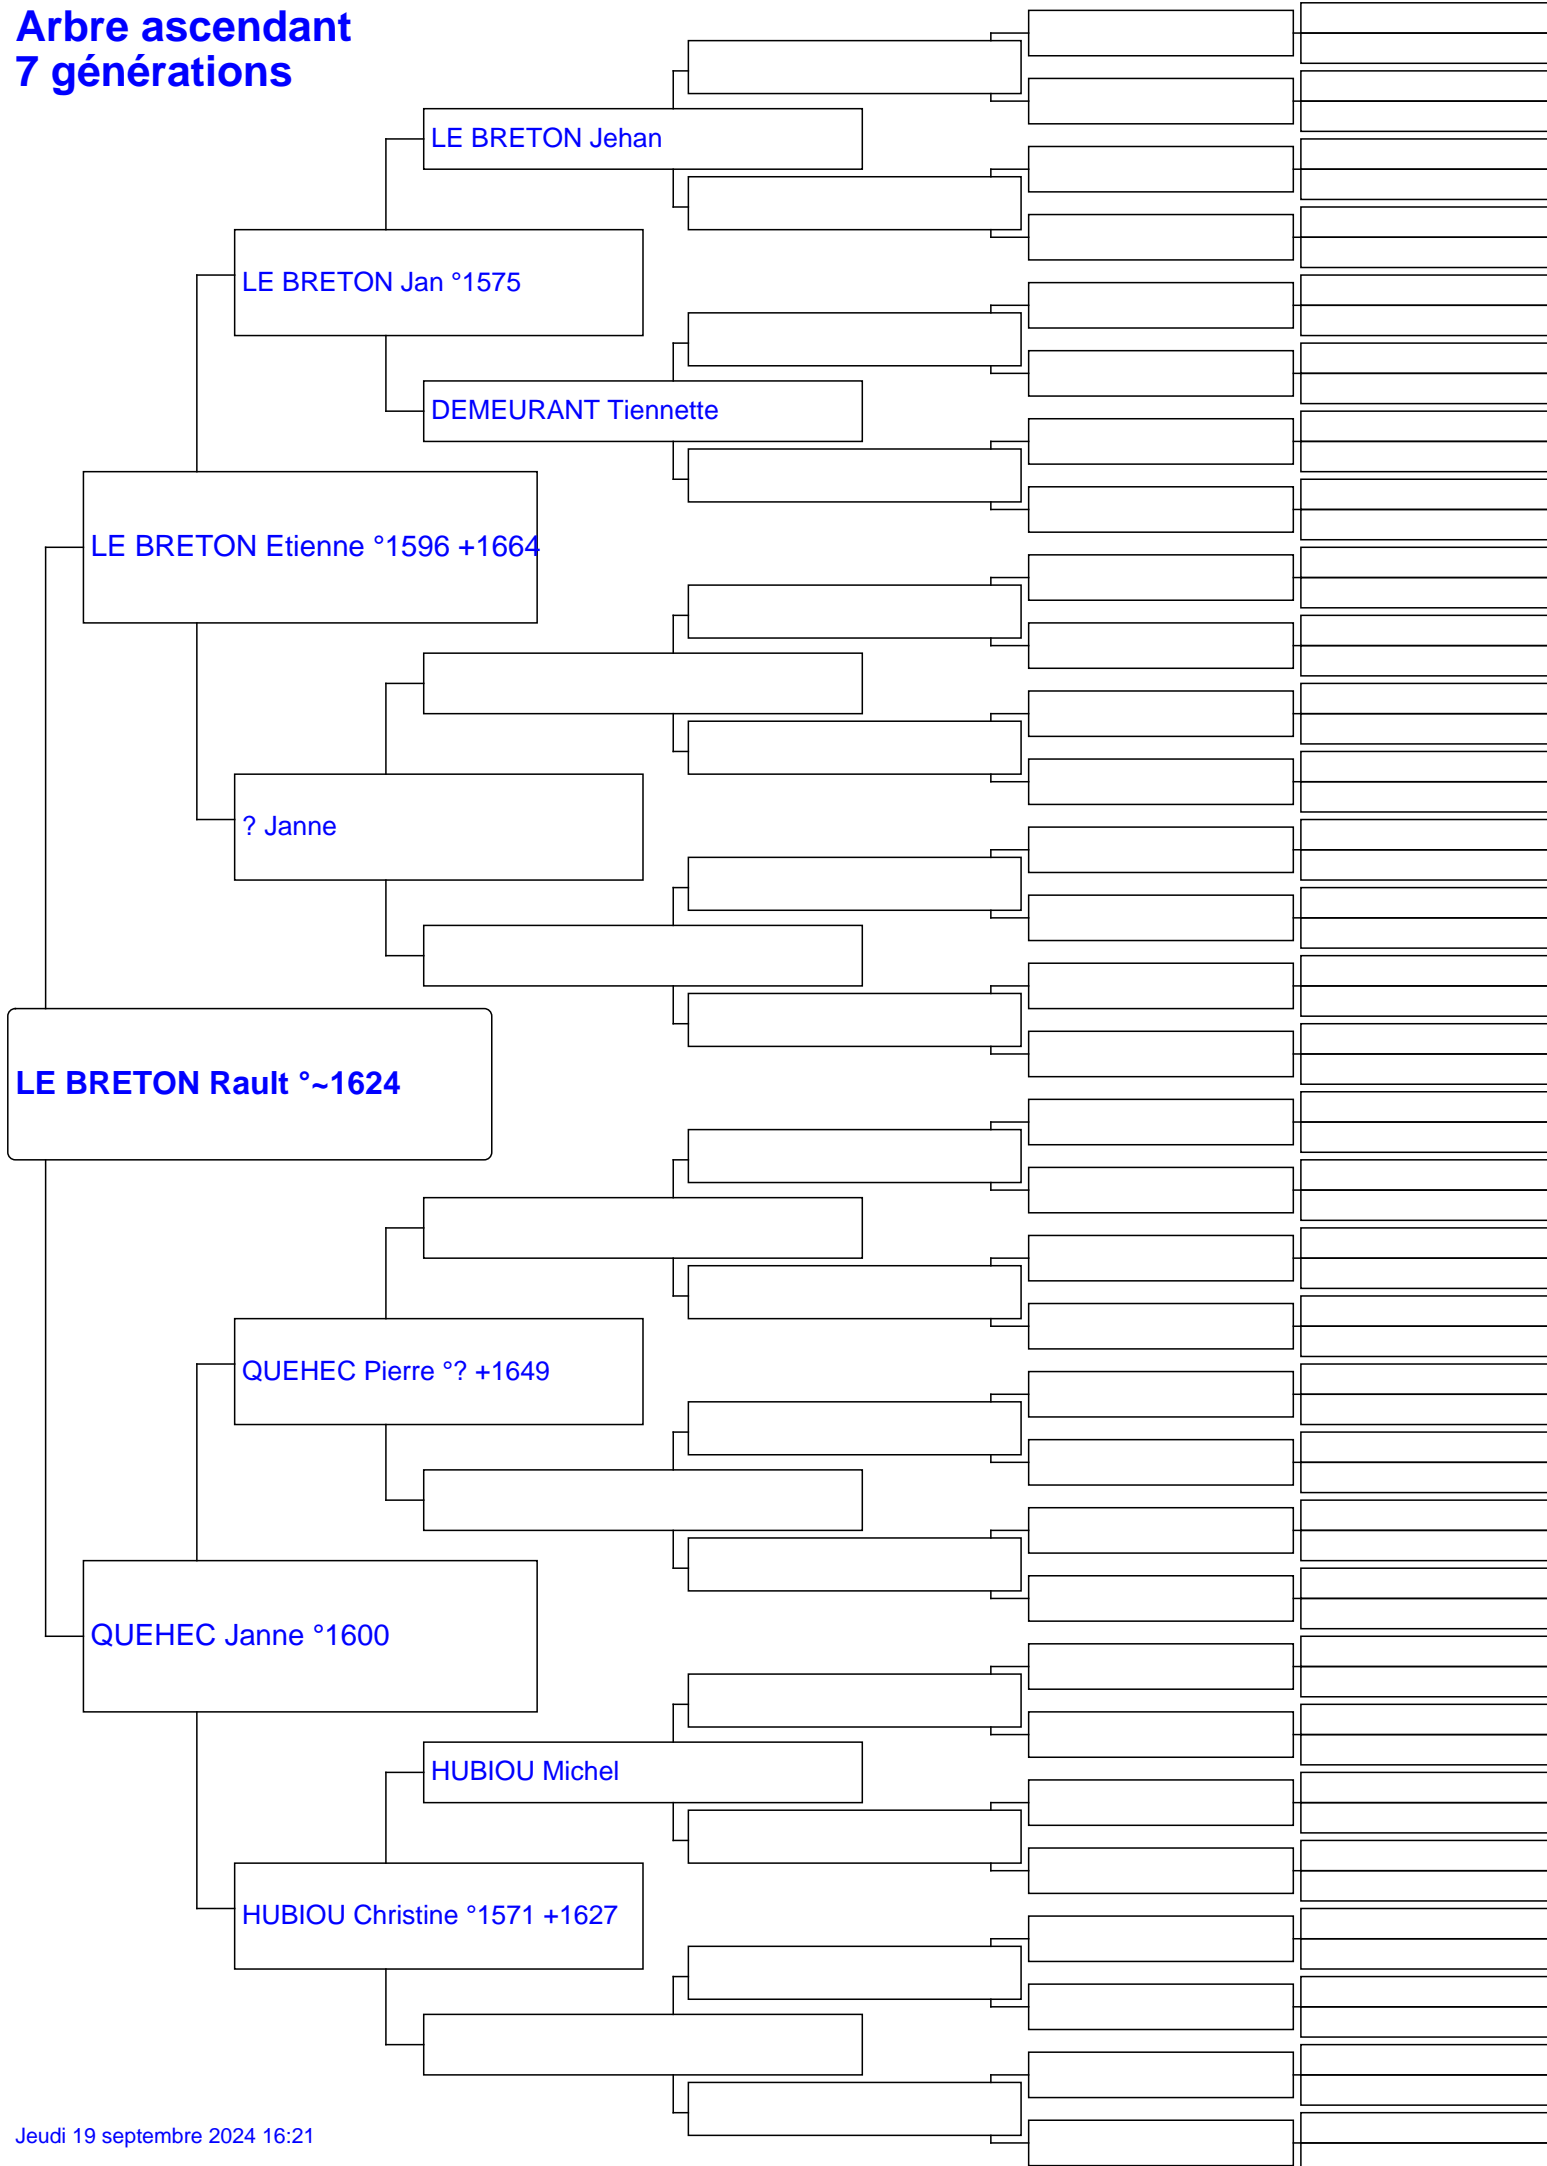 Arbre ascendant
7 générations
LE BRETON Jehan
LE BRETON Jan °1575
DEMEURANT Tiennette
LE BRETON Etienne °1596 +1664
? Janne
LE BRETON Rault °~1624
QUEHEC Pierre °? +1649
QUEHEC Janne °1600
HUBIOU Michel
HUBIOU Christine °1571 +1627
Jeudi 19 septembre 2024 16:21